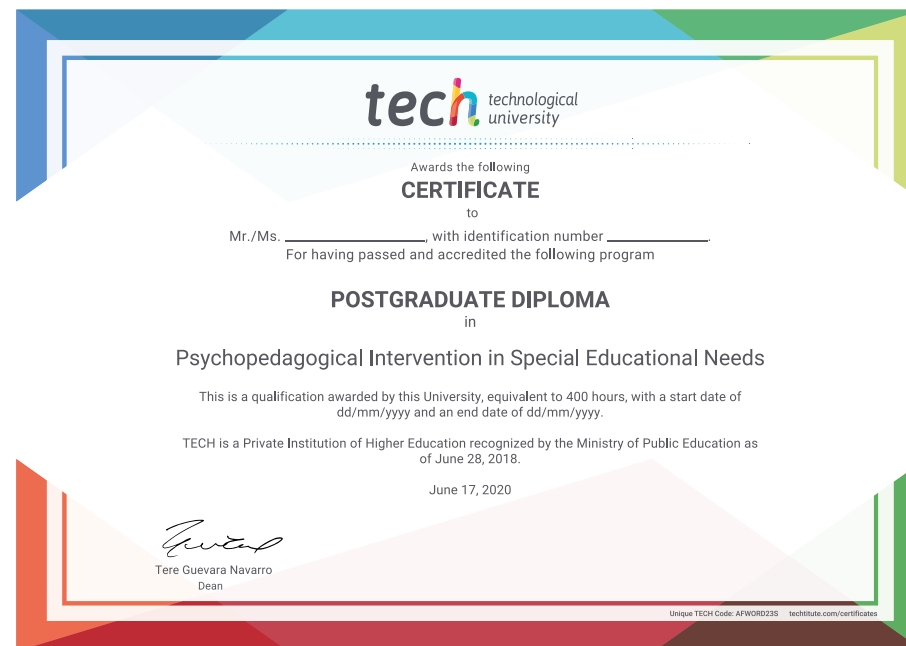 tech technological
university
Awards the following
CERTIFICATE
to
Mr./Ms. ____________, with identification number ____________.
For having passed and accredited the following program
POSTGRADUATE DIPLOMA
in
Psychopedagogical Intervention in Special Educational Needs
This is a qualification awarded by this University, equivalent to 400 hours, with a start date of
dd/mm/yyyy and an end date of dd/mm/yyyy.
TECH is a Private Institution of Higher Education recognized by the Ministry of Public Education as
of June 28, 2018.
June 17, 2020
Tere Guevara Navarro
Dean
Unique TECH Code: AFWORD23S techtitute.com/certificates